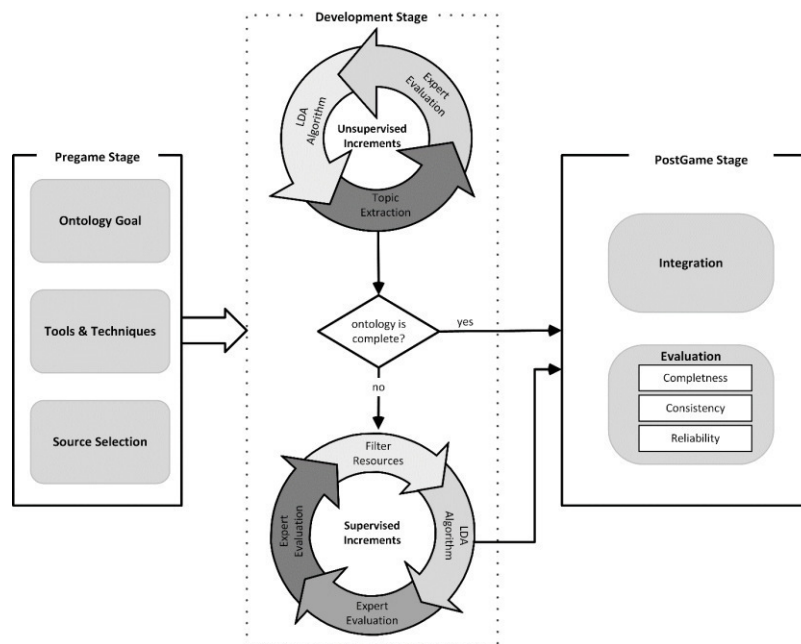 Development Stage
LDA
Algorithm
Expert
Evaluation
Unsupervised
Increments
Topic
Extraction
Pregame Stage
Ontology Goal
Tools & Techniques
Source Selection
ontology is
complete?
yes
no
Filter
Resources
LDA
Algorithm
Supervised
Increments
Expert
Evaluation
Expert
Evaluation
PostGame Stage
Integration
Evaluation
Completness
Consistency
Reliability